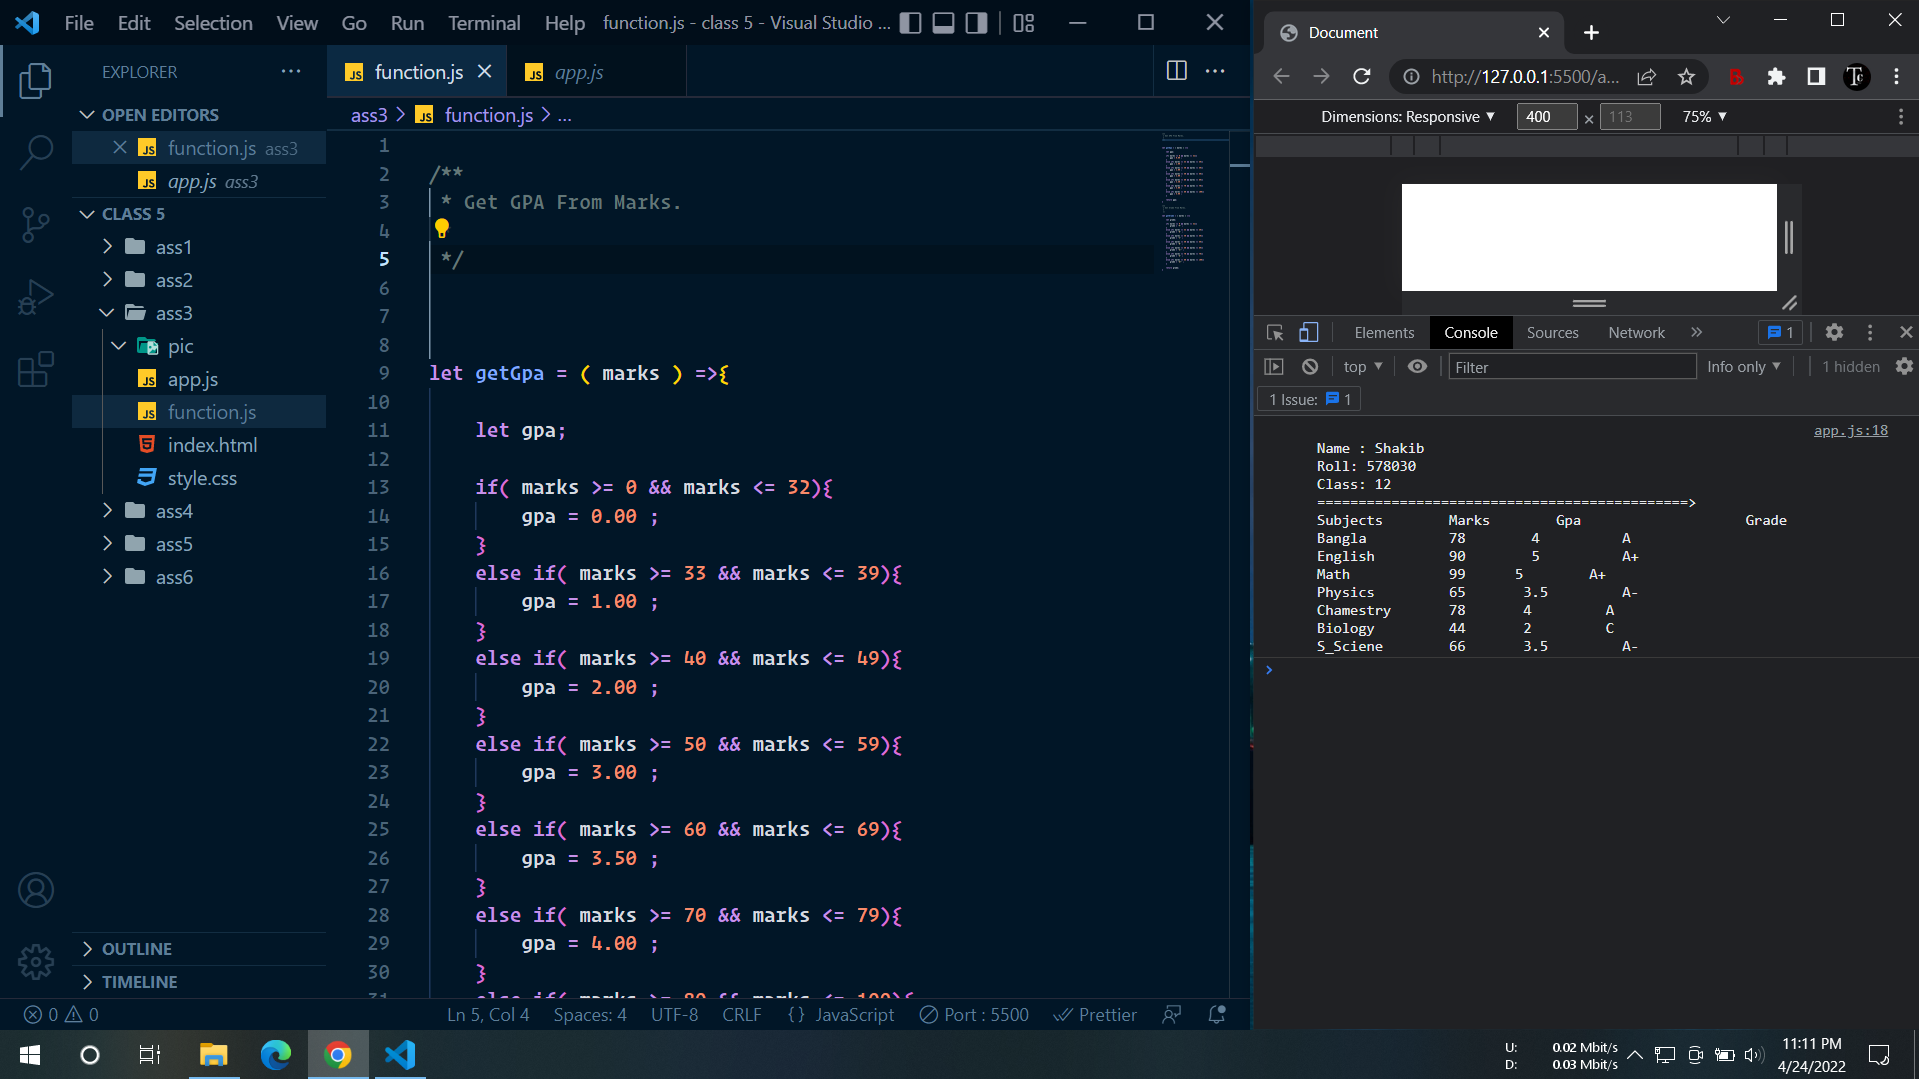 File Edit Selection View Go Run Terminal Help function.js - class 5 - Visual Studio ...
EXPLORER
OPEN EDITORS
function.js ass3
app.js ass3
CLASS 5
ass1
ass2
ass3
pic
app.js
function.js
index.html
style.css
ass4
ass5
ass6
OUTLINE
TIMELINE
function.js
app.js
ass3 > function.js > ...
1
2 /**
3 * Get GPA From Marks.
4
5 */
6
7
8
9 let getGpa = ( marks ) =>{
10
11 let gpa;
12
13 if( marks >= 0 && marks <= 32){
14 gpa = 0.00 ;
15 }
16 else if( marks >= 33 && marks <= 39){
17 gpa = 1.00 ;
18 }
19 else if( marks >= 40 && marks <= 49){
20 gpa = 2.00 ;
21 }
22 else if( marks >= 50 && marks <= 59){
23 gpa = 3.00 ;
24 }
25 else if( marks >= 60 && marks <= 69){
26 gpa = 3.50 ;
27 }
28 else if( marks >= 70 && marks <= 79){
29 gpa = 4.00 ;
30 }
31 else if( marks >= 80 && marks <= 100){
0 0
Ln 5, Col 4 Spaces: 4 UTF-8 CRLF {} JavaScript Port : 5500 Prettier
Document
http://127.0.0.1:5500/a...
Dimensions: Responsive 400 × 113 75%
Elements Console Sources Network 1
top Filter Info only 1 hidden
1 Issue: 1
app.js:18
Name : Shakib
Roll: 578030
Class: 12
=============================================>
Subjects Marks Gpa Grade
Bangla 78 4 A
English 90 5 A+
Math 99 5 A+
Physics 65 3.5 A-
Chamestry 78 4 A
Biology 44 2 C
S_Sciene 66 3.5 A-
U: 0.02 Mbit/s
D: 0.03 Mbit/s
11:11 PM
4/24/2022